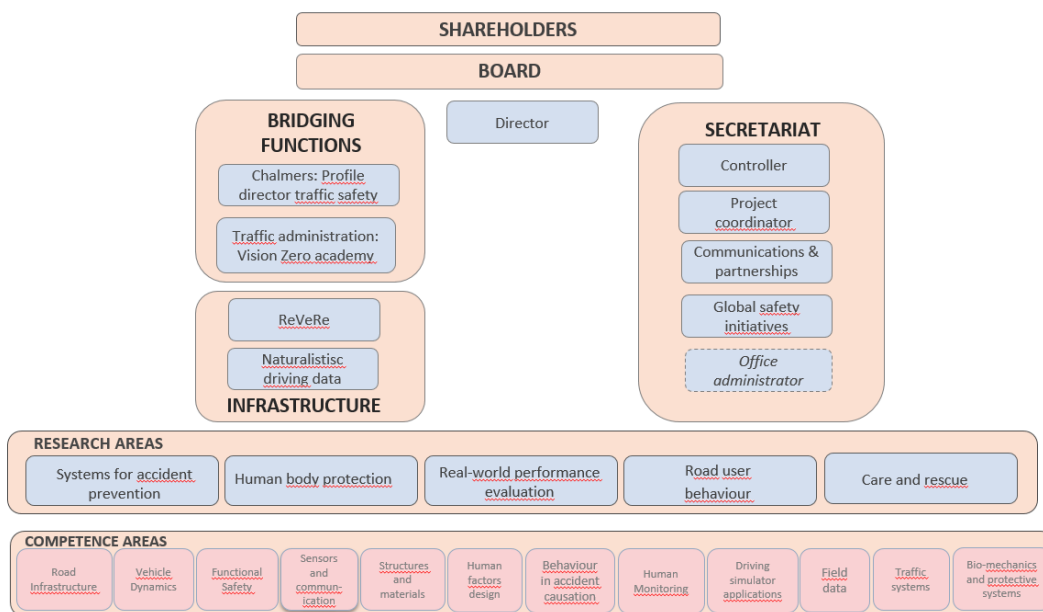 SHAREHOLDERS
BOARD
BRIDGING
FUNCTIONS
Chalmers: Profile
director traffic safety
Traffic administration:
Vision Zero academy
Director
SECRETARIAT
Controller
Project
coordinator
Communications &
partnerships
Global safety
initiatives
Office
administrator
ReVeRe
Naturalistisc
driving data
INFRASTRUCTURE
RESEARCH AREAS
Systems for accident
prevention
Human body protection
Real-world performance
evaluation
Road user
behaviour
Care and rescue
COMPETENCE AREAS
Road
Infrastructure
Vehicle
Dynamics
Functional
Safety
Sensors
and
commun-
ication
Structures
and
materials
Human
factors
design
Behaviour
in accident
causation
Human
Monitoring
Driving
simulator
applications
Field
data
Traffic
systems
Bio-mechanics
and protective
systems